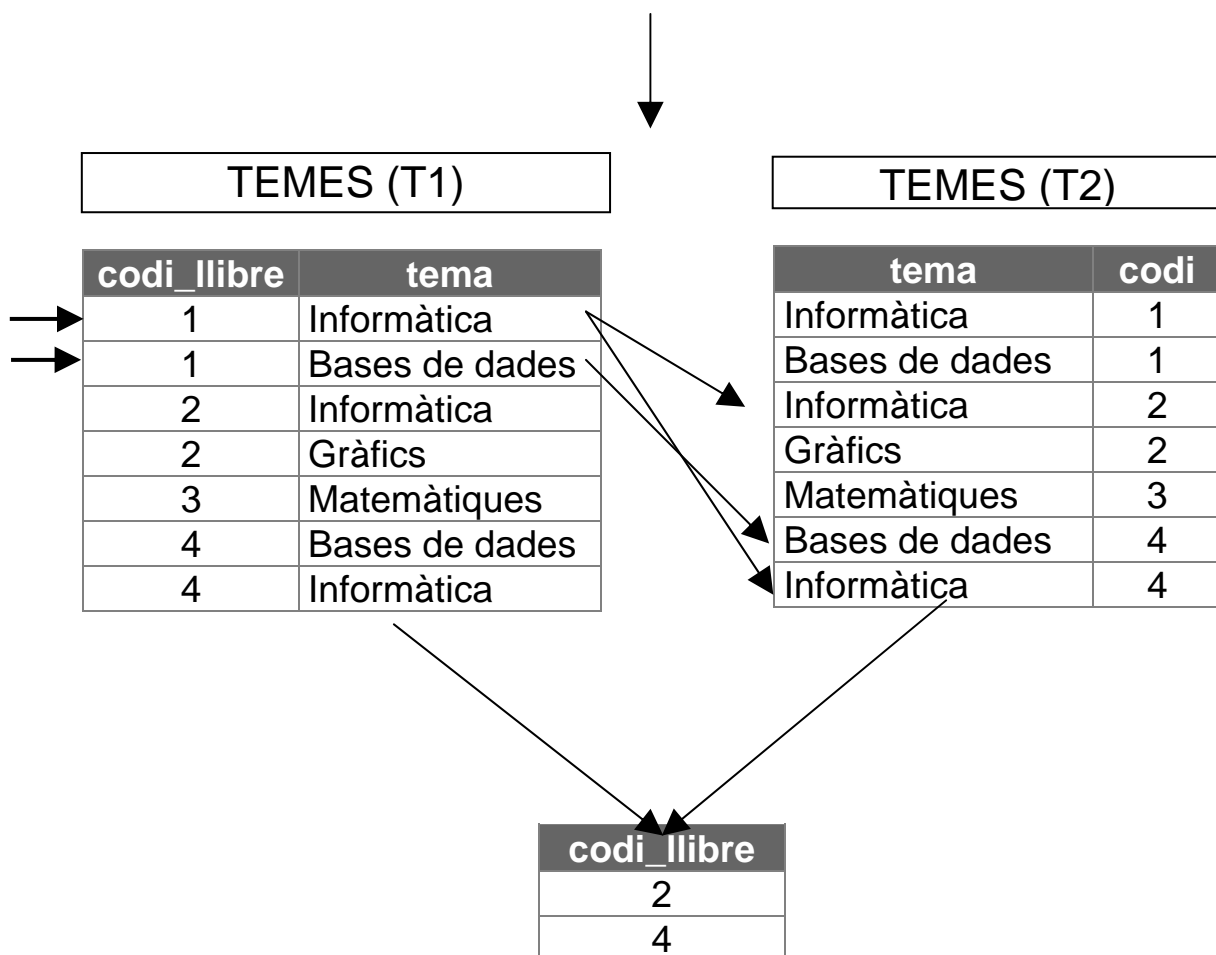 TEMES (T1)
TEMES (T2)
codi_llibre tema
1 Informàtica
1 Bases de dades
2 Informàtica
2 Gràfics
3 Matemàtiques
4 Bases de dades
4 Informàtica
tema codi
Informàtica 1
Bases de dades 1
Informàtica 2
Gràfics 2
Matemàtiques 3
Bases de dades 4
Informàtica 4
codi_llibre
2
4